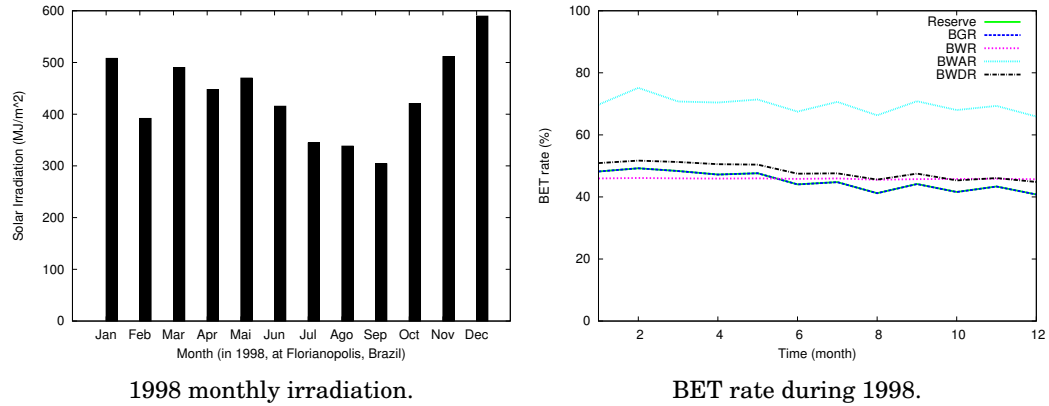 600
500
400
300
200
100
0
Solar Irradiation (MJ/m^2)
Jan Feb Mar Apr Mai Jun Jul Ago Sep Oct Nov Dec
Month (in 1998, at Florianopolis, Brazil)
1998 monthly irradiation.
100
80
60
40
20
0
BET rate (%)
Reserve
BGR
BWR
BWAR
BWDR
2 4 6 8 10 12
Time (month)
BET rate during 1998.